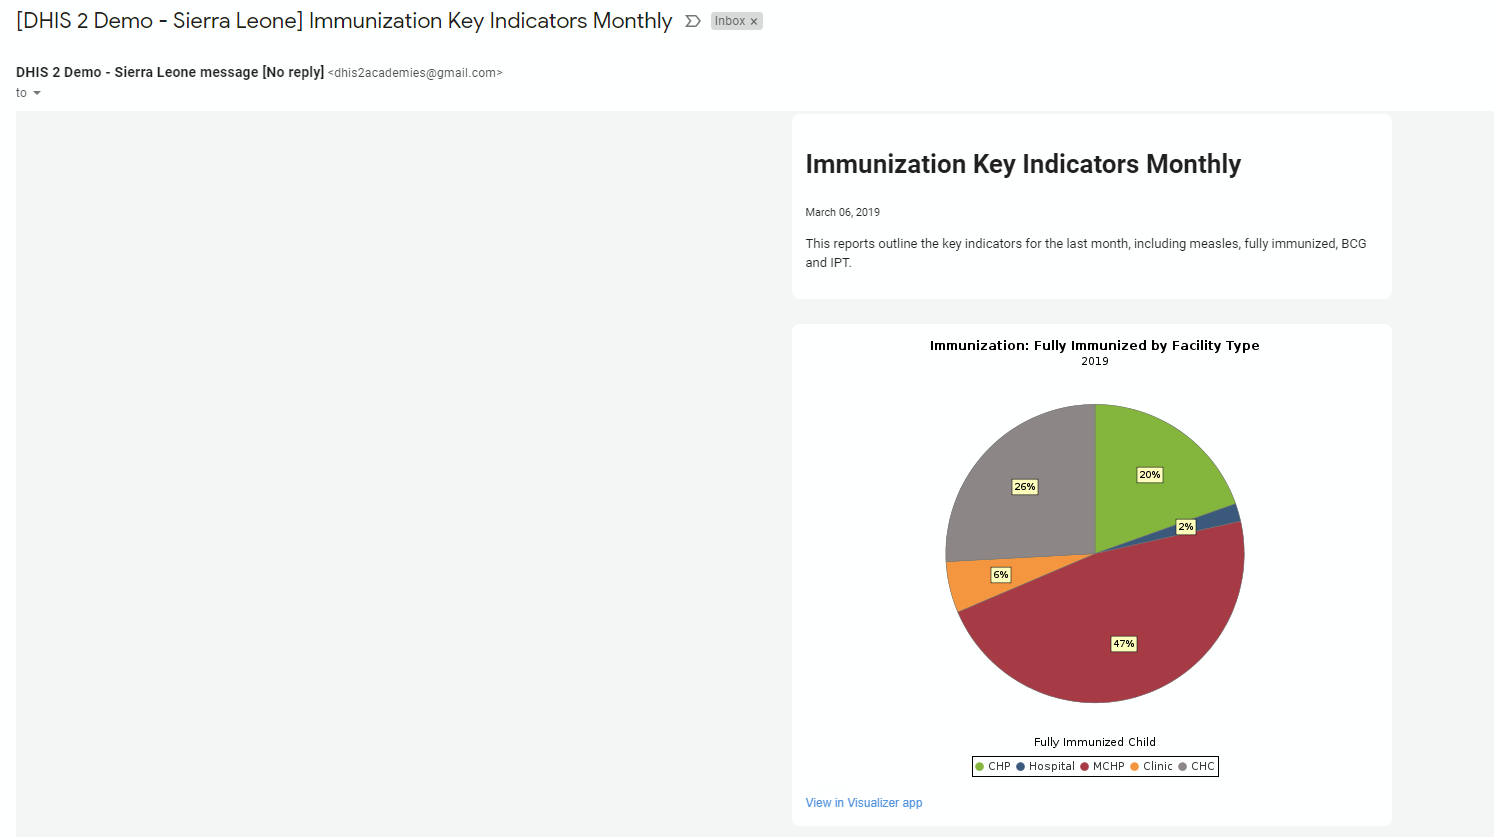 [DHIS 2 Demo - Sierra Leone] Immunization Key Indicators Monthly Inbox x
DHIS 2 Demo - Sierra Leone message [No reply] <dhis2academies@gmail.com>
to
Immunization Key Indicators Monthly
March 06, 2019
This reports outline the key indicators for the last month, including measles, fully immunized, BCG
and IPT.
Immunization: Fully Immunized by Facility Type
2019
20%
26%
2%
6%
47%
Fully Immunized Child
CHP Hospital MCHP Clinic CHC
View in Visualizer app